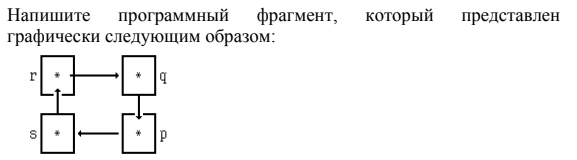 Напишите программный фрагмент, который представлен
графически следующим образом:
r * * q
s * * p